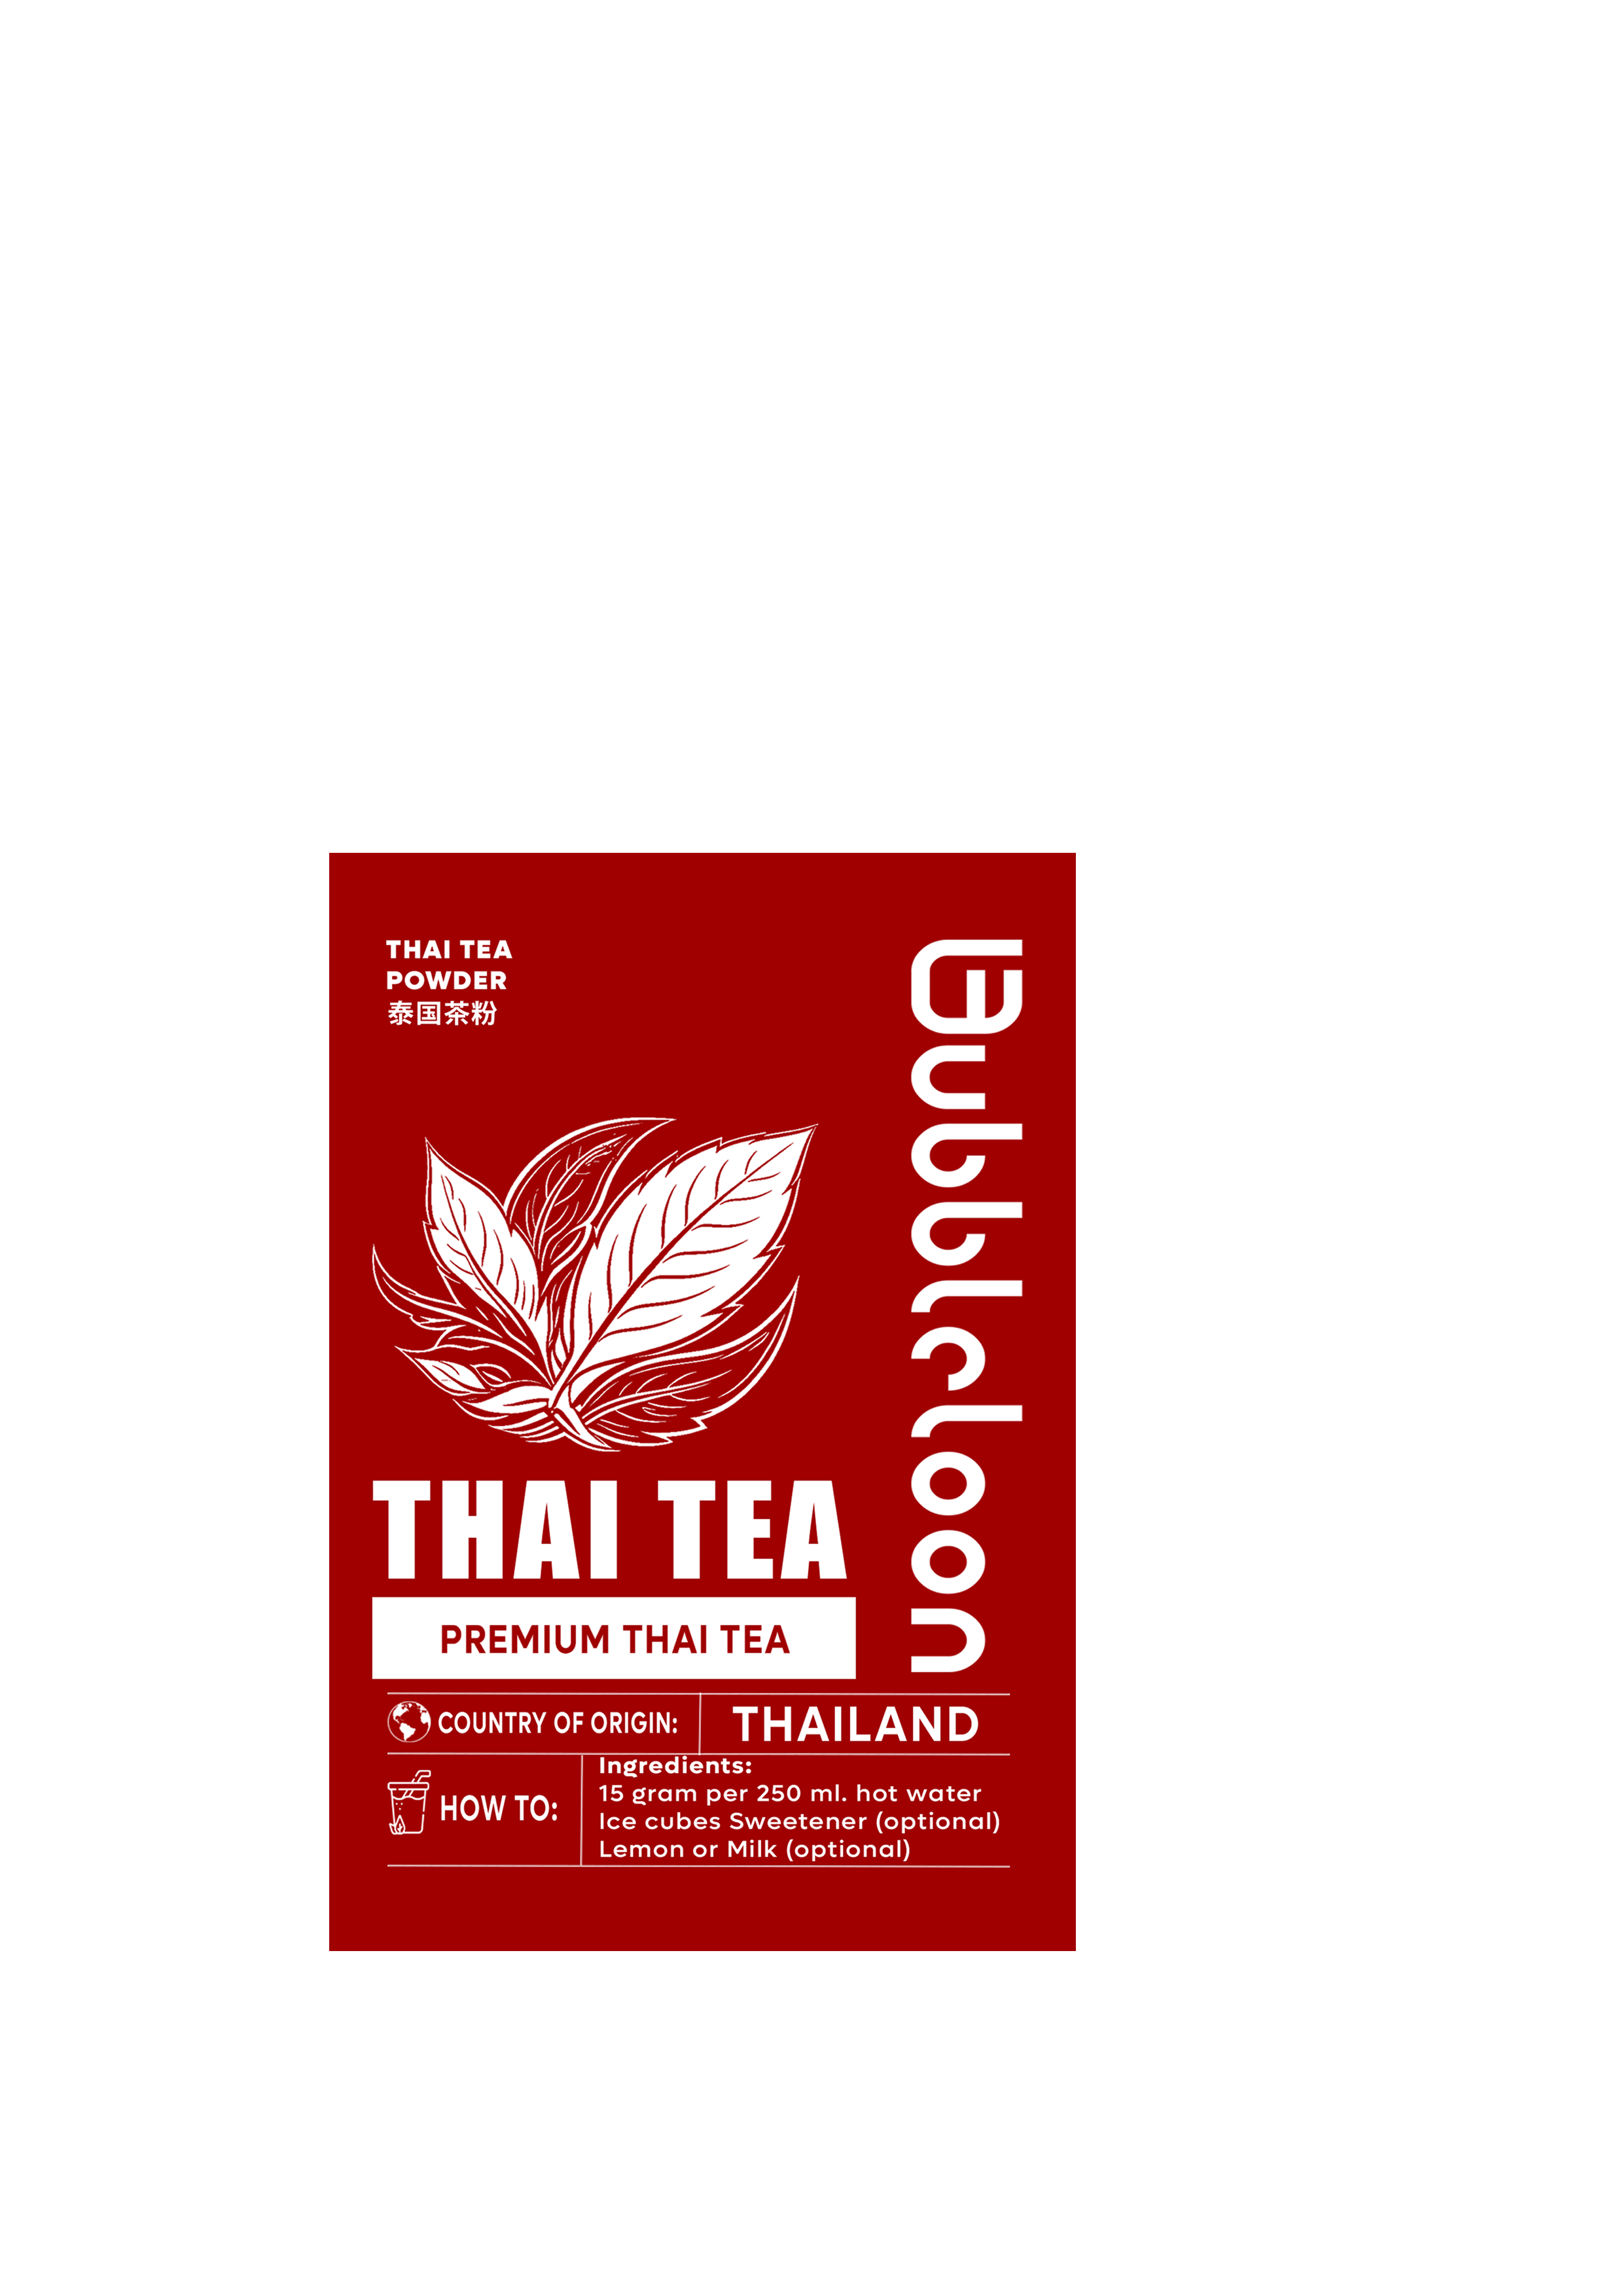 THAI TEA
POWDER
泰国茶粉
Bubbleloon
THAI TEA
PREMIUM THAI TEA
COUNTRY OF ORIGIN:
THAILAND
HOW TO:
Ingredients:
15 gram per 250 ml. hot water
Ice cubes Sweetener (optional)
Lemon or Milk (optional)